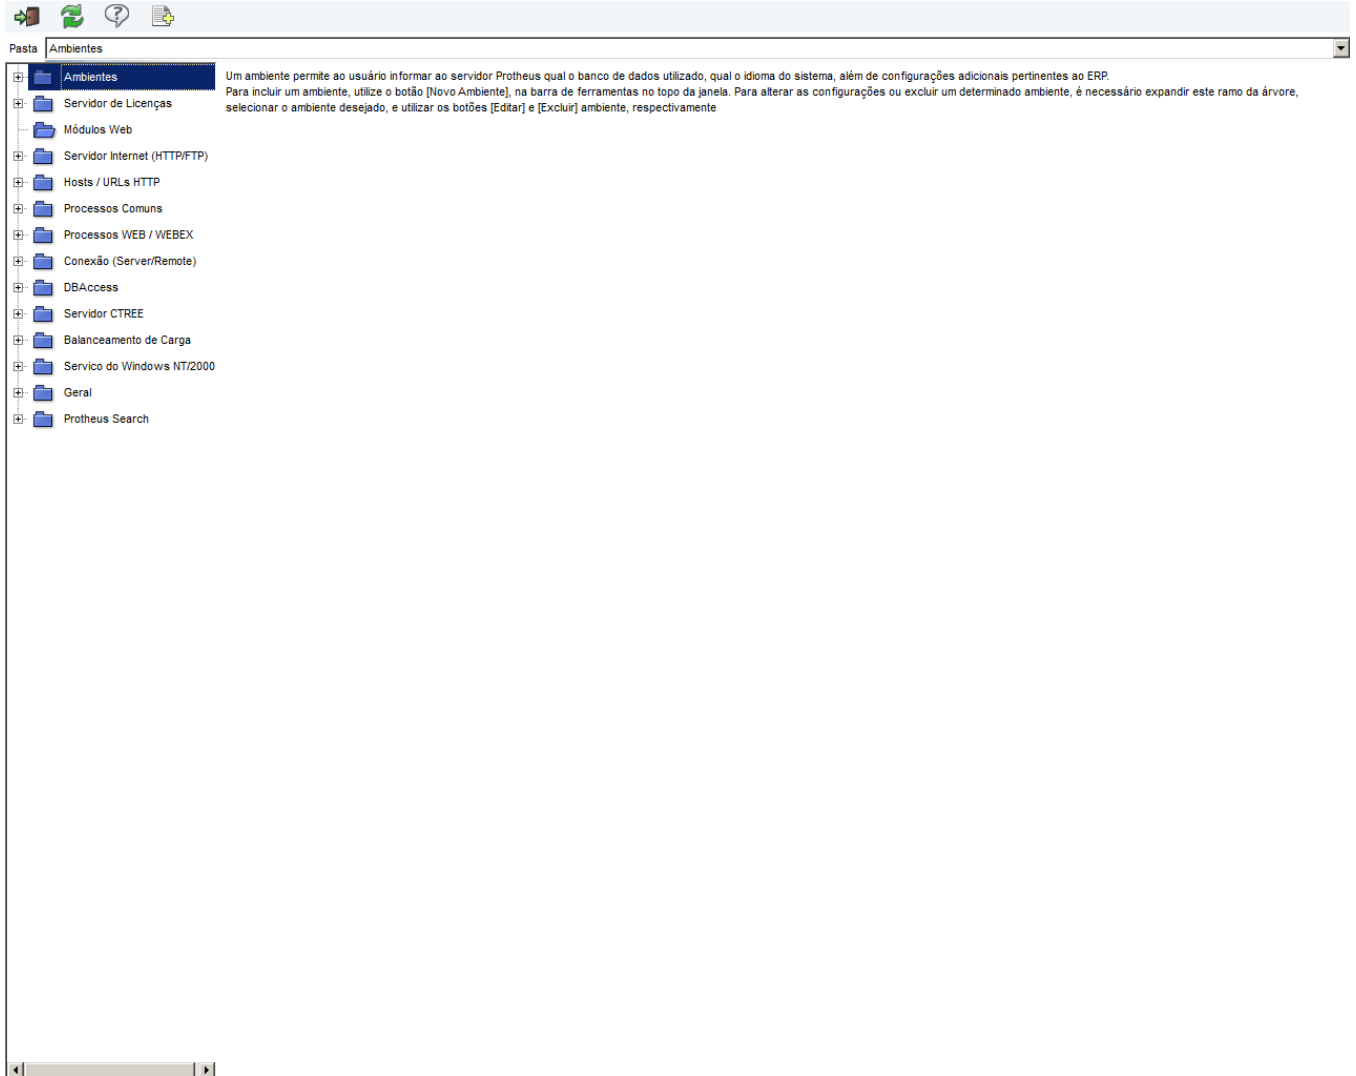 Pasta Ambientes
Ambientes
Servidor de Licenças
Módulos Web
Servidor Internet (HTTP/FTP)
Hosts / URLs HTTP
Processos Comuns
Processos WEB / WEBEX
Conexão (Server/Remote)
DBAccess
Servidor CTREE
Balanceamento de Carga
Servico do Windows NT/2000
Geral
Protheus Search
Um ambiente permite ao usuário informar ao servidor Protheus qual o banco de dados utilizado, qual o idioma do sistema, além de configurações adicionais pertinentes ao ERP.
Para incluir um ambiente, utilize o botão [Novo Ambiente], na barra de ferramentas no topo da janela. Para alterar as configurações ou excluir um determinado ambiente, é necessário expandir este ramo da árvore,
selecionar o ambiente desejado, e utilizar os botões [Editar] e [Excluir] ambiente, respectivamente